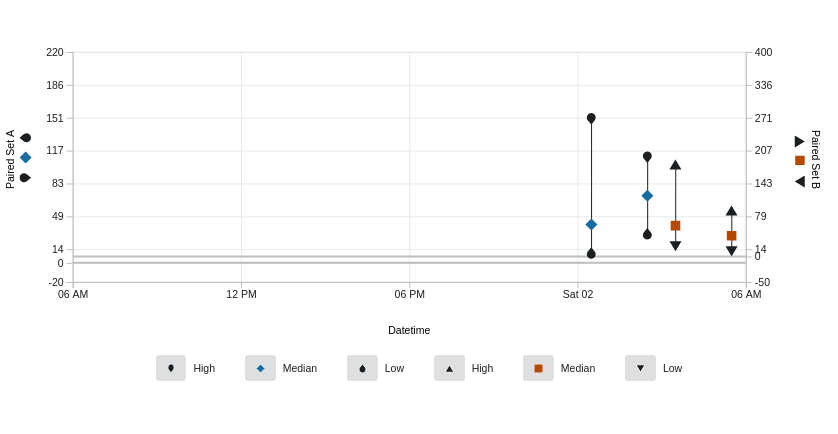 220 400
186 336
151 271
117 207
83 143
49 79
14 14
0 0
-20 -50
Paired Set A
Paired Set B
06 AM 12 PM 06 PM Sat 02 06 AM
Datetime
High Median Low High Median Low